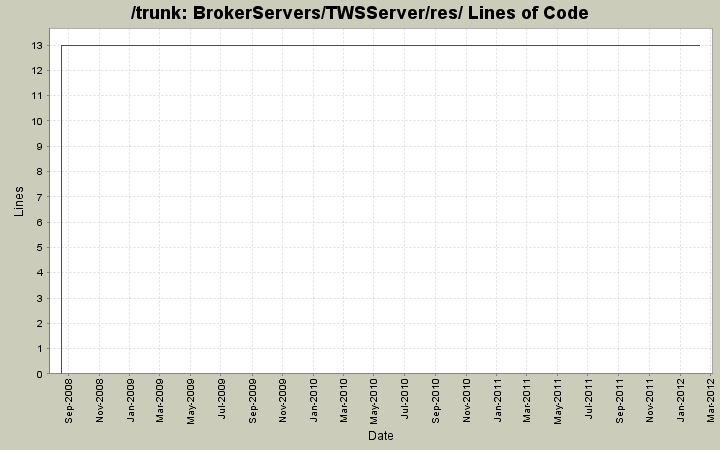 /trunk: BrokerServers/TWSServer/res/ Lines of Code
Lines
13
12
11
10
9
8
7
6
5
4
3
2
1
0
Sep-2008
Nov-2008
Jan-2009
Mar-2009
May-2009
Jul-2009
Sep-2009
Nov-2009
Jan-2010
Mar-2010
May-2010
Jul-2010
Sep-2010
Nov-2010
Jan-2011
Mar-2011
May-2011
Jul-2011
Sep-2011
Nov-2011
Jan-2012
Mar-2012
Date